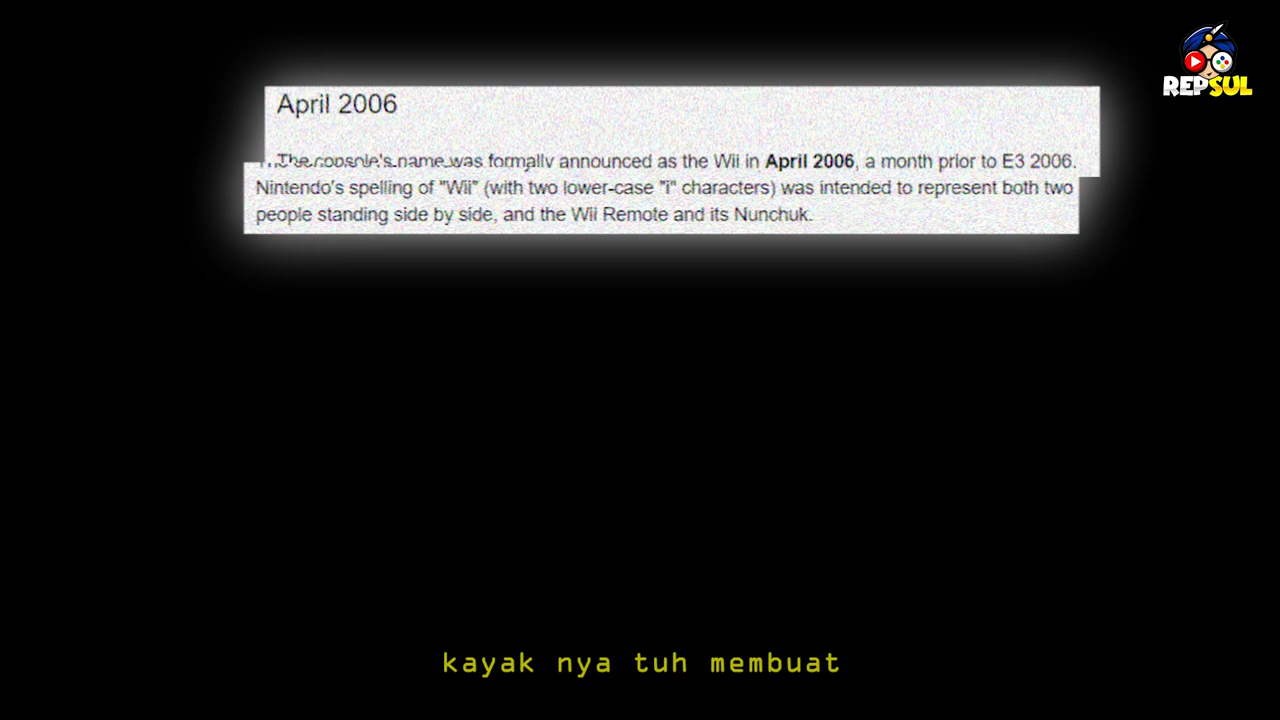 REPSUL
April 2006
The console's name was formally announced as the Wii in April 2006, a month prior to E3 2006.
Nintendo's spelling of "Wii" (with two lower-case "i" characters) was intended to represent both two
people standing side by side, and the Wii Remote and its Nunchuk.
kayak nya tuh membuat